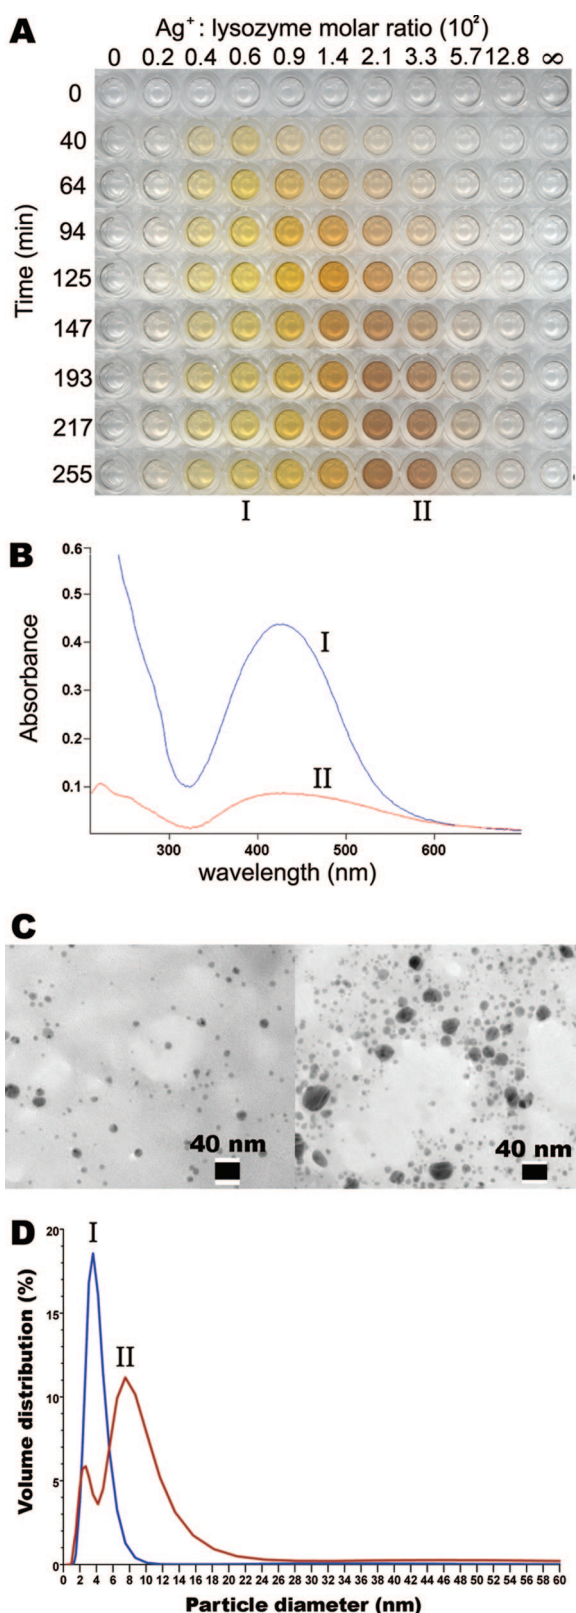 A
Ag⁺ : lysozyme molar ratio (10²)
0 0.2 0.4 0.6 0.9 1.4 2.1 3.3 5.7 12.8 ∞
Time (min)
0
40
64
94
125
147
193
217
255
I II
B
Absorbance
0.6
0.5
0.4
0.3
0.2
0.1
I
II
300 400 500 600
wavelength (nm)
C
40 nm 40 nm
D
Volume distribution (%)
20
15
10
5
0
I
II
0 2 4 6 8 10 12 14 16 18 20 22 24 26 28 30 32 34 36 38 40 42 44 46 48 50 52 54 56 58 60
Particle diameter (nm)